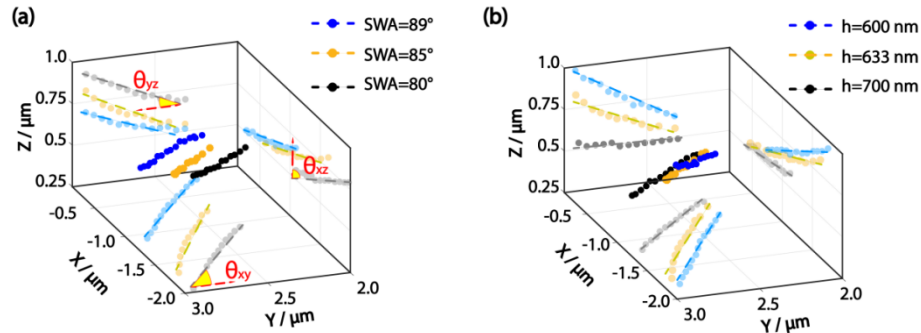 (a)
SWA=89°
SWA=85°
SWA=80°
1.0
0.75
0.5
0.25
Z / µm
θyz
θxz
θxy
-0.5
-1.0
-1.5
-2.0
X / µm
3.0
2.5
2.0
Y / µm
(b)
h=600 nm
h=633 nm
h=700 nm
1.0
0.75
0.5
0.25
Z / µm
-0.5
-1.0
-1.5
-2.0
X / µm
3.0
2.5
2.0
Y / µm